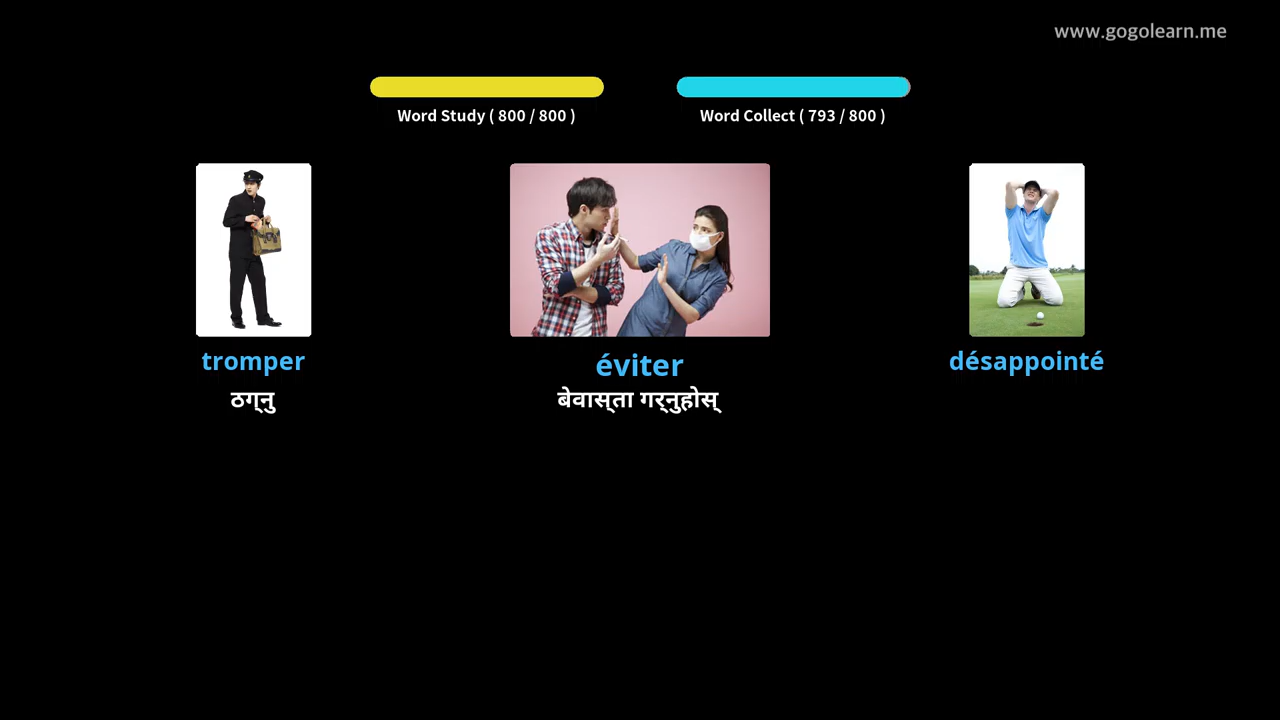 www.gogolearn.me
Word Study ( 800 / 800 )
Word Collect ( 793 / 800 )
tromper
éviter
désappointé
ठग्नु
बेवास्ता गर्नुहोस्